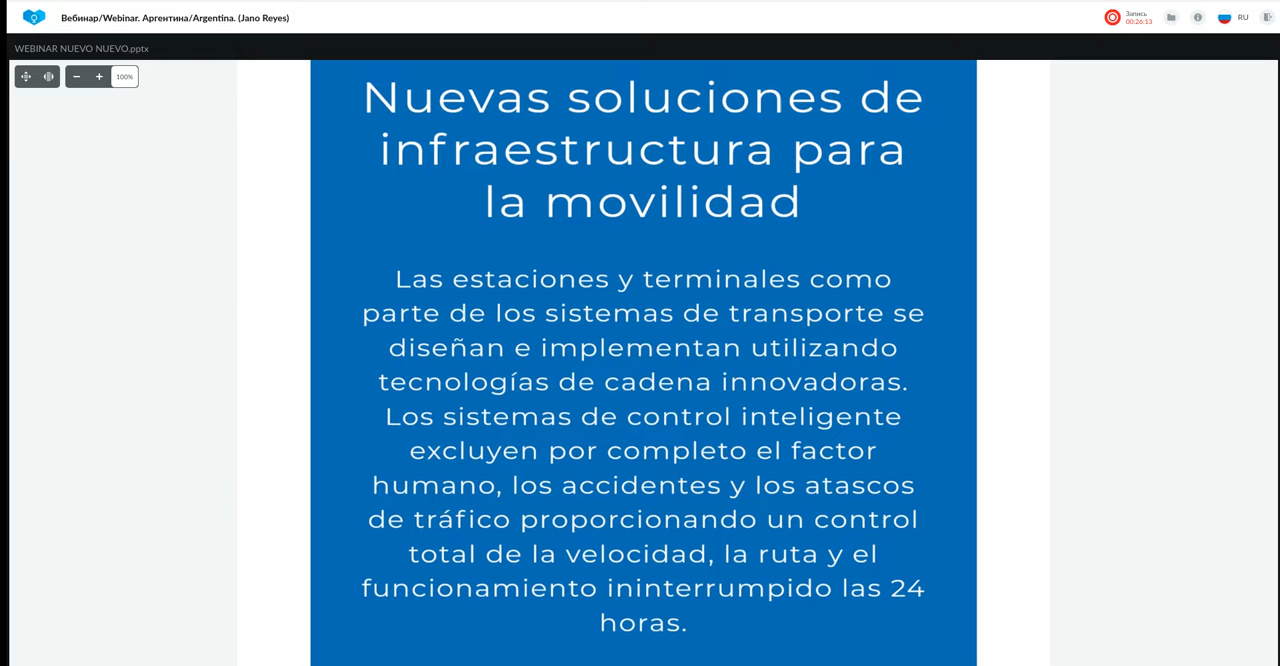 Вебинар/Webinar. Аргентина/Argentina. (Jano Reyes)
Запись
00:26:13
RU
WEBINAR NUEVO NUEVO.pptx
100%
Nuevas soluciones de
infraestructura para
la movilidad
Las estaciones y terminales como
parte de los sistemas de transporte se
diseñan e implementan utilizando
tecnologías de cadena innovadoras.
Los sistemas de control inteligente
excluyen por completo el factor
humano, los accidentes y los atascos
de tráfico proporcionando un control
total de la velocidad, la ruta y el
funcionamiento ininterrumpido las 24
horas.